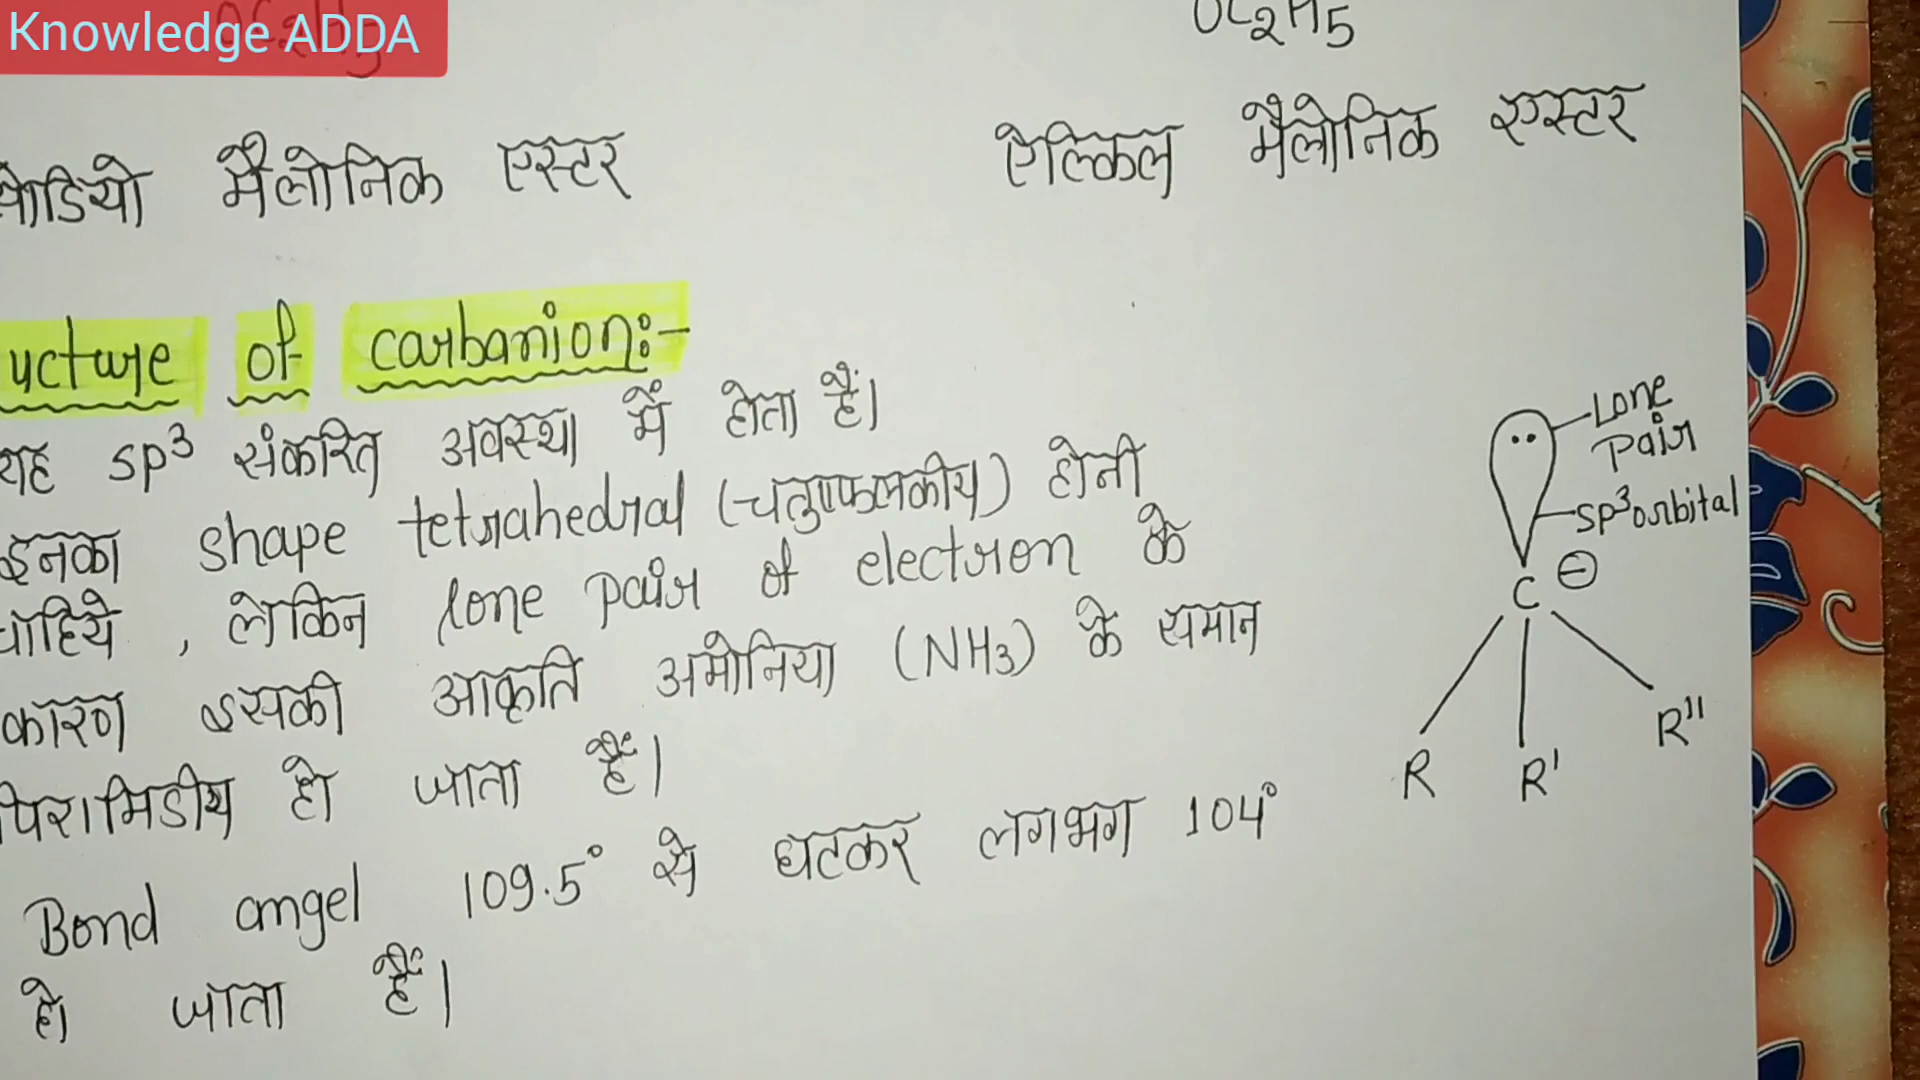 Knowledge ADDA
OC2H5
मैलोनिक एस्टर
ऐल्किल मैलोनिक एस्टर
ucture of carbanion:-
यह sp³ संकरित अवस्था में होता हैं।
इनका shape tetrahedral (चतुष्फलकीय) होनी
चाहिये , लेकिन lone pair of electron के
कारण इसकी आकृति अमोनिया (NH3) के समान
पिरामिडीय हो जाता हैं।
Bond angel 109.5° से घटकर लगभग 104°
हो जाता हैं।
Lone
pair
sp³orbital
C ⊖
R R' R"